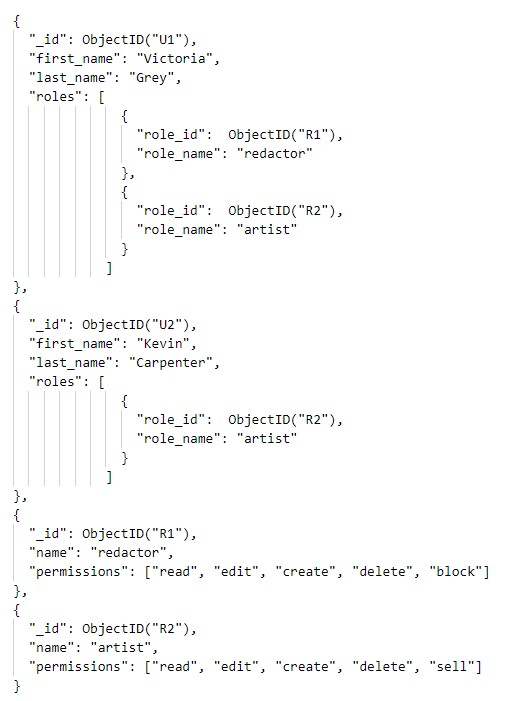 {
  "_id": ObjectID("U1"),
  "first_name": "Victoria",
  "last_name": "Grey",
  "roles": [
              {
                "role_id":  ObjectID("R1"),
                "role_name": "redactor"
              },
              {
                "role_id":  ObjectID("R2"),
                "role_name": "artist"
              }
            ]
},
{
  "_id": ObjectID("U2"),
  "first_name": "Kevin",
  "last_name": "Carpenter",
  "roles": [
              {
                "role_id":  ObjectID("R2"),
                "role_name": "artist"
              }
            ]
},
{
  "_id": ObjectID("R1"),
  "name": "redactor",
  "permissions": ["read", "edit", "create", "delete", "block"]
},
{
  "_id": ObjectID("R2"),
  "name": "artist",
  "permissions": ["read", "edit", "create", "delete", "sell"]
}